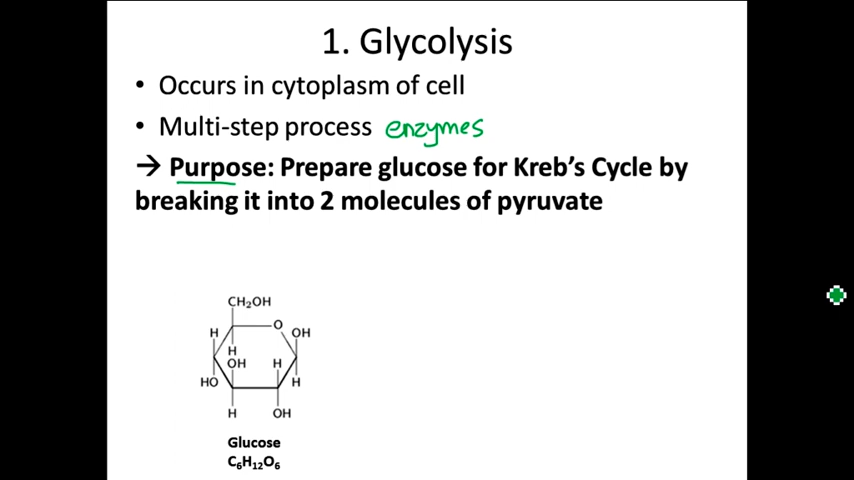 1. Glycolysis
• Occurs in cytoplasm of cell
• Multi-step process enzymes
→ Purpose: Prepare glucose for Kreb's Cycle by
breaking it into 2 molecules of pyruvate
CH₂OH
O
H OH
H
OH H
HO H
H OH
Glucose
C₆H₁₂O₆